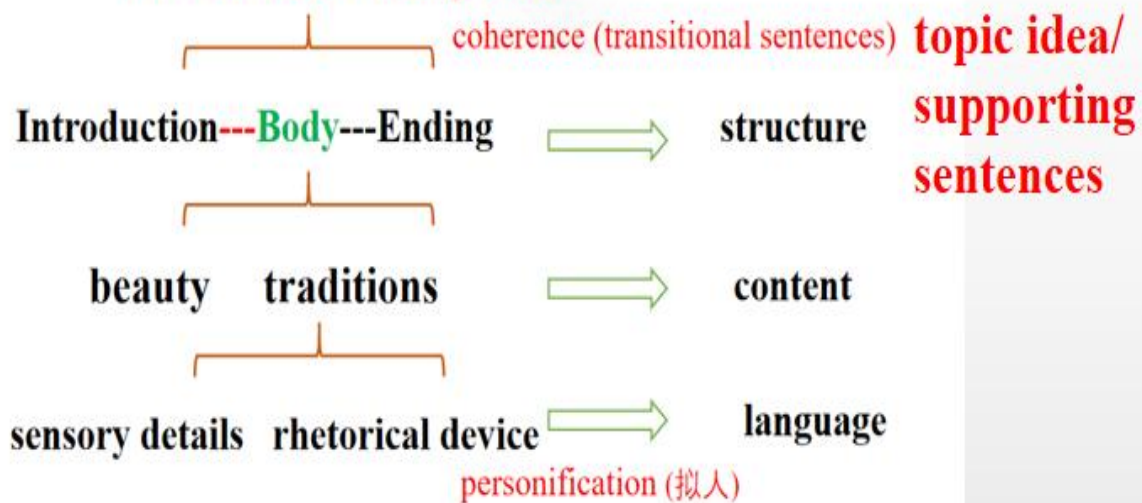 coherence (transitional sentences)
topic idea/
supporting
sentences
Introduction---Body---Ending
structure
beauty traditions
content
sensory details rhetorical device
language
personification (拟人)